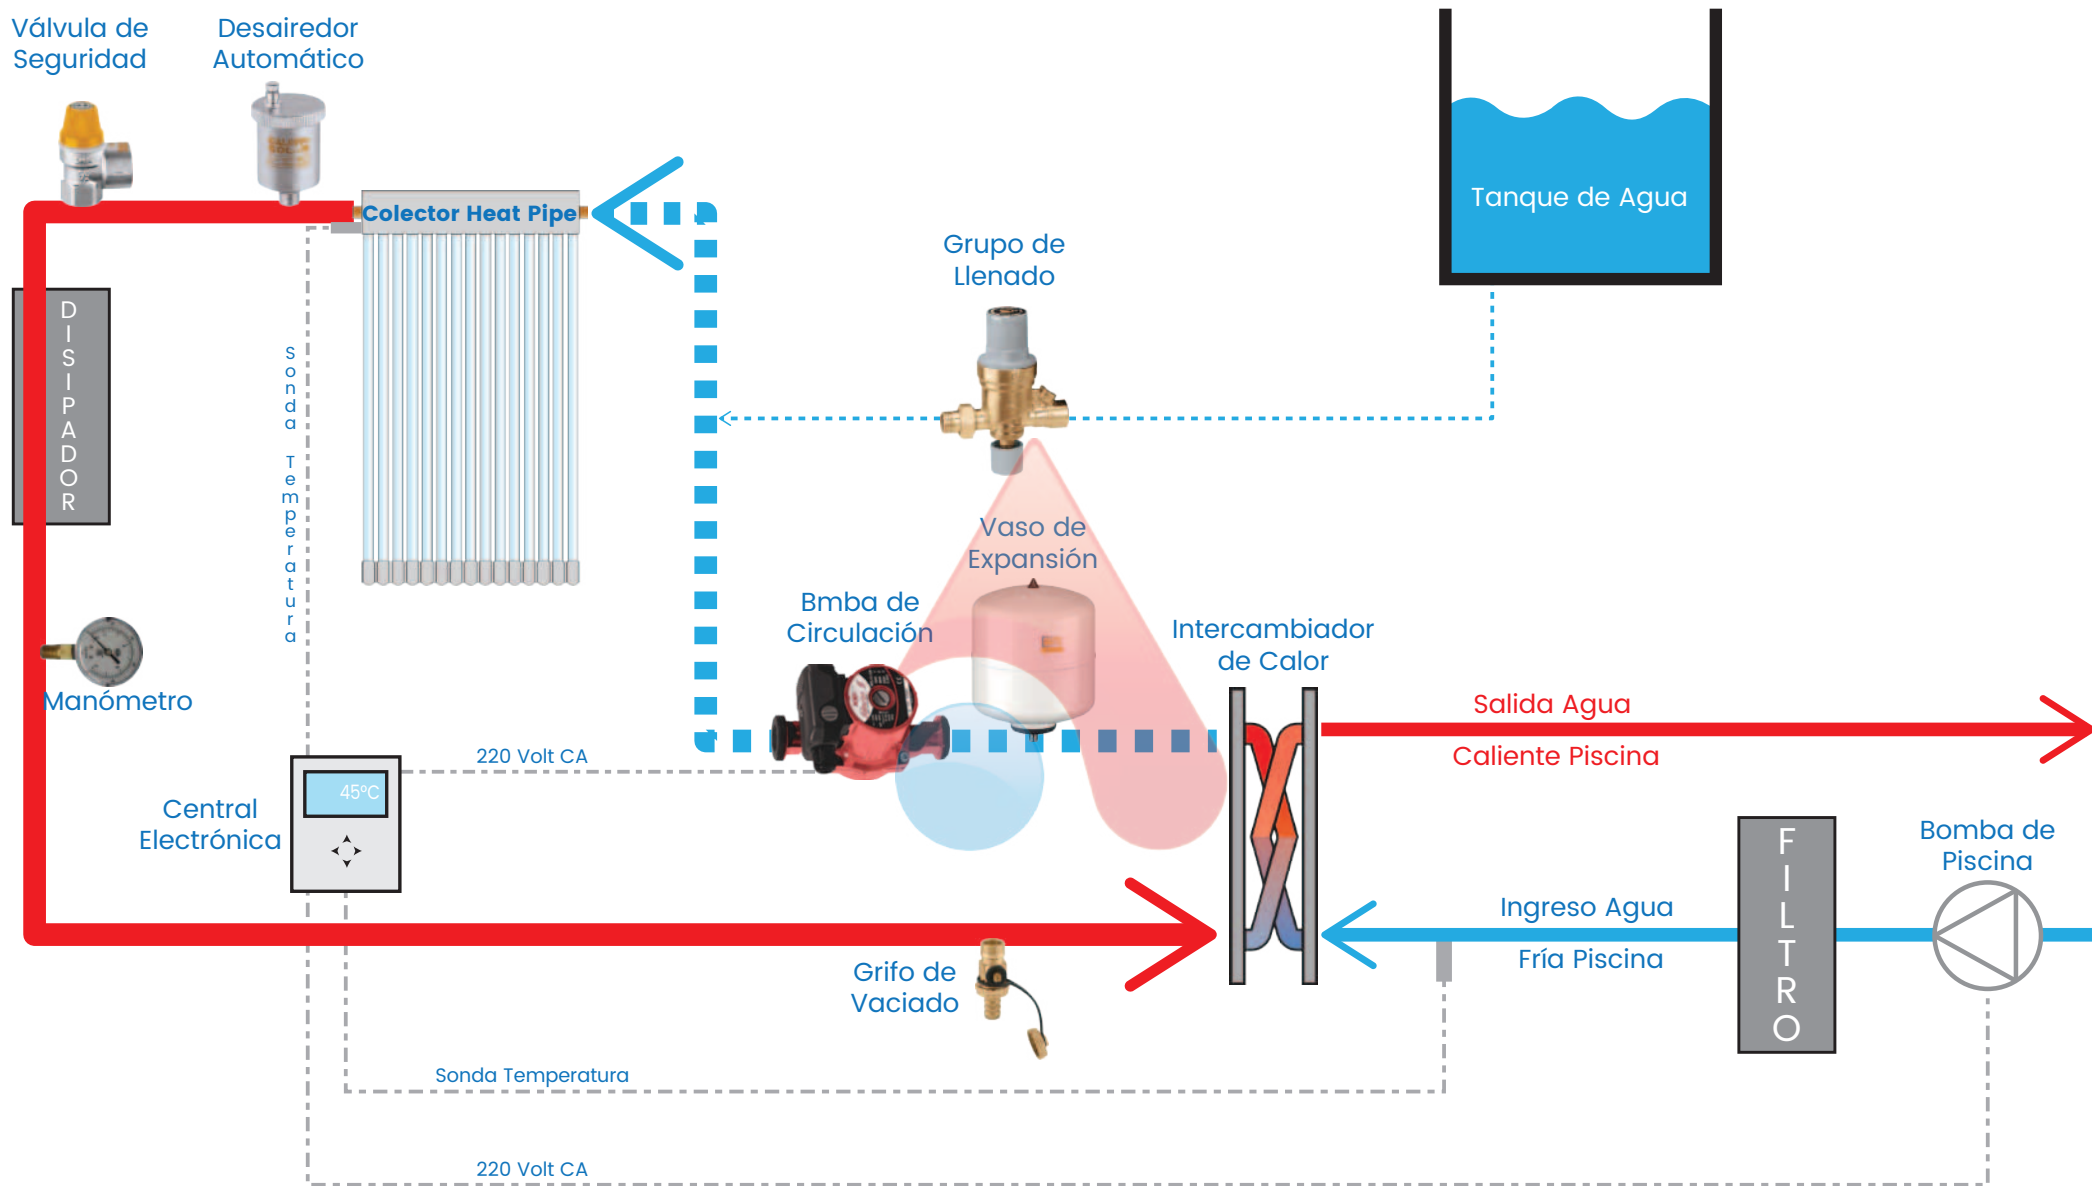 Válvula de
Seguridad
Desairedor
Automático
Colector Heat Pipe
Tanque de Agua
Grupo de
Llenado
DISIPADOR
Sonda Temperatura
Vaso de
Expansión
Bmba de
Circulación
Intercambiador
de Calor
Manómetro
Salida Agua
Caliente Piscina
220 Volt CA
45°C
Central
Electrónica
FILTRO
Bomba de
Piscina
Ingreso Agua
Fría Piscina
Grifo de
Vaciado
Sonda Temperatura
220 Volt CA